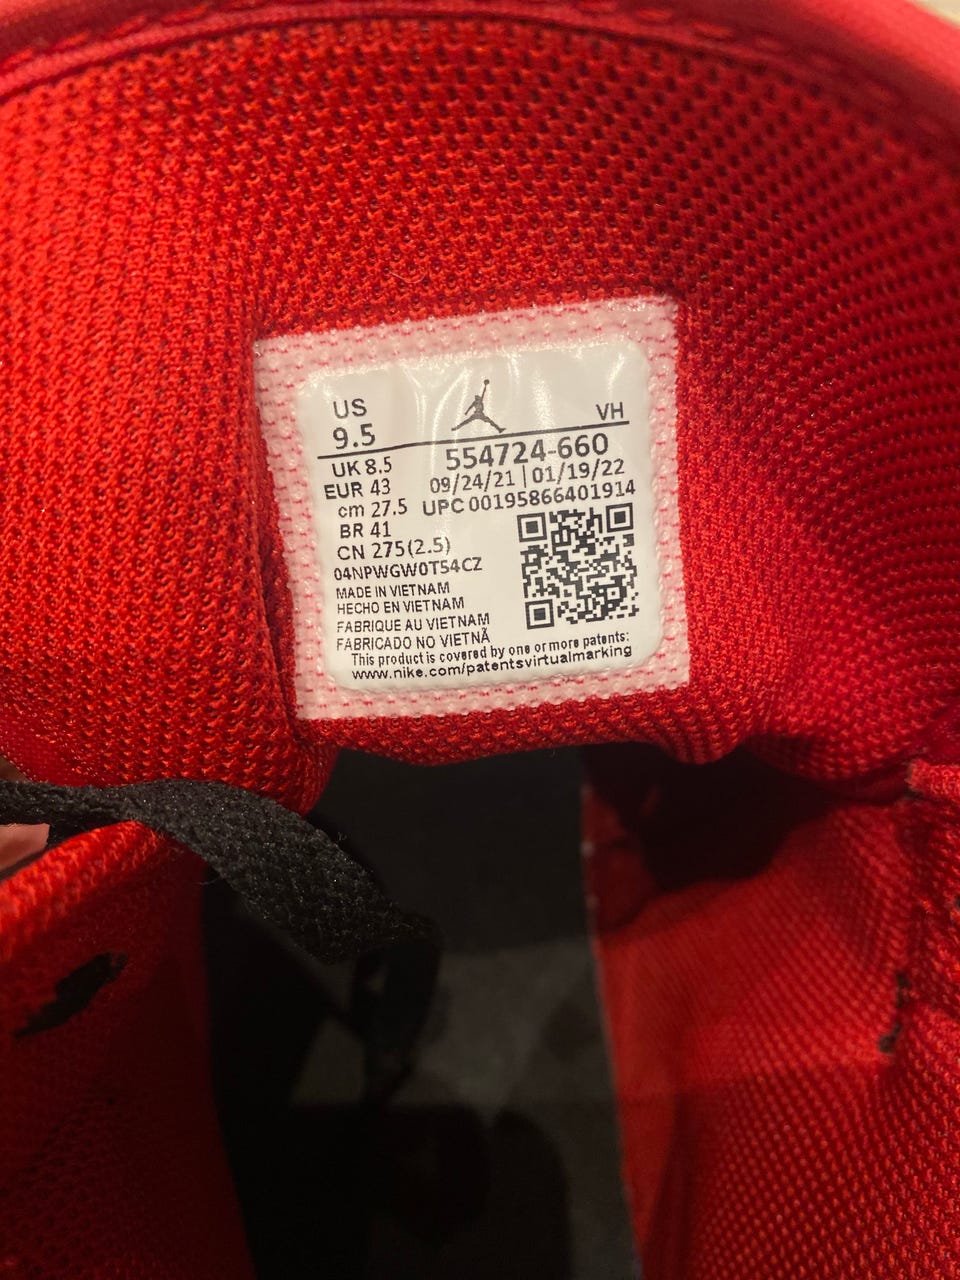 US VH
9.5 554724-660
UK 8.5 09/24/21 | 01/19/22
EUR 43 UPC 00195866401914
cm 27.5
BR 41
CN 275(2.5)
04NPWGW0T54CZ
MADE IN VIETNAM
HECHO EN VIETNAM
FABRIQUE AU VIETNAM
FABRICADO NO VIETNÃ
This product is covered by one or more patents:
www.nike.com/patentsvirtualmarking